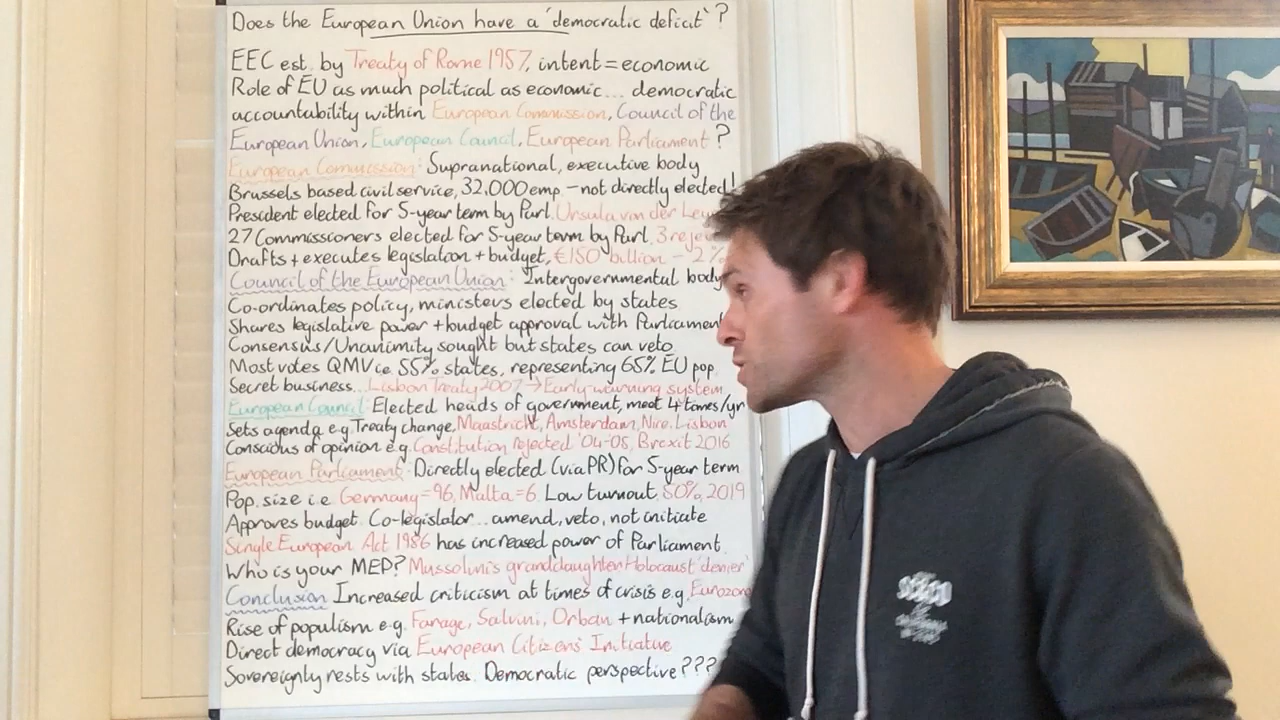 Does the European Union have a 'democratic deficit'?
EEC est. by Treaty of Rome 1957, intent = economic
Role of EU as much political as economic... democratic
accountability within European Commission, Council of the
European Union, European Council, European Parliament?
European Commission: Supranational, executive body
Brussels based civil service, 32,000 emp. – not directly elected!
President elected for 5-year term by Parl. Ursula von der Ley
27 Commissioners elected for 5-year term by Parl. 3 reje
Drafts + executes legislation + budget, €150 billion – 2%
Council of the European Union: Intergovernmental body
Co-ordinates policy, ministers elected by states
Shares legislative power + budget approval with Parliament
Consensus/Unanimity sought but states can veto
Most votes QMV i.e. 55% states, representing 65% EU pop.
Secret business... Lisbon Treaty 2007 → Early-warning system
European Council: Elected heads of government, meet 4 times/yr
Sets agenda e.g. Treaty change, Maastricht, Amsterdam, Nice, Lisbon
Conscious of opinion e.g. Constitution rejected '04-05, Brexit 2016
European Parliament: Directly elected (via PR) for 5-year term
Pop. size i.e. Germany = 96, Malta = 6. Low turnout, 50%, 2019
Approves budget. Co-legislator... amend, veto, not initiate
Single European Act 1986 has increased power of Parliament
Who is your MEP? Mussolini's granddaughter Holocaust 'denier'
Conclusion Increased criticism at times of crisis e.g. Eurozon
Rise of populism e.g. Farage, Salvini, Orban + nationalism
Direct democracy via European Citizens' Initiative
Sovereignty rests with states. Democratic perspective???